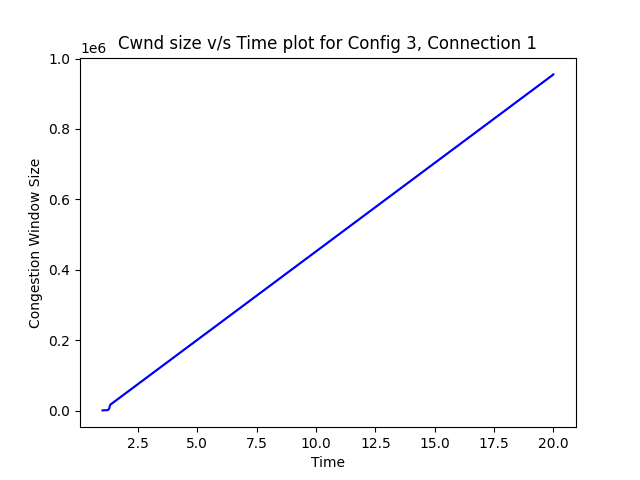 Cwnd size v/s Time plot for Config 3, Connection 1
1e6
1.0
0.8
0.6
0.4
0.2
0.0
Congestion Window Size
2.5 5.0 7.5 10.0 12.5 15.0 17.5 20.0
Time